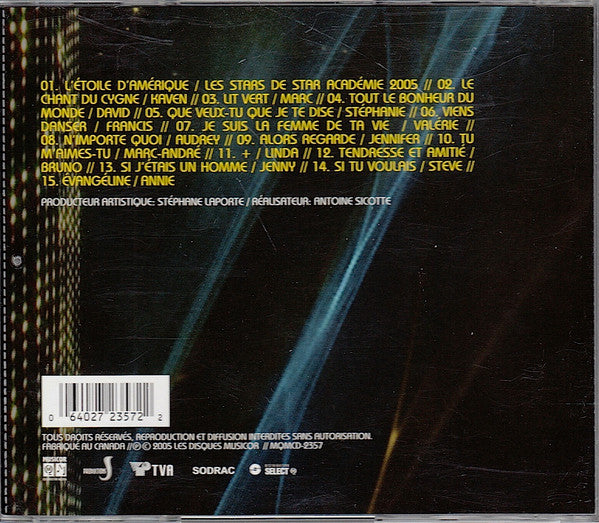 01. L'ÉTOILE D'AMÉRIQUE / LES STARS DE STAR ACADÉMIE 2005 // 02. LE
CHANT DU CYGNE / KAVEN // 03. LIT VERT / MARC // 04. TOUT LE BONHEUR DU
MONDE / DAVID // 05. QUE VEUX-TU QUE JE TE DISE / STÉPHANIE // 06. VIENS
DANSER / FRANCIS // 07. JE SUIS LA FEMME DE TA VIE / VALÉRIE //
08. N'IMPORTE QUOI / AUDREY // 09. ALORS REGARDE / JENNIFER // 10. TU
M'AIMES-TU / MARC-ANDRÉ // 11. + / LINDA // 12. TENDRESSE ET AMITIÉ /
BRUNO // 13. SI J'ÉTAIS UN HOMME / JENNY // 14. SI TU VOULAIS / STEVE //
15. ÉVANGELINE / ANNIE
PRODUCTEUR ARTISTIQUE: STÉPHANE LAPORTE / RÉALISATEUR: ANTOINE SICOTTE
0 64027 23572 2
TOUS DROITS RÉSERVÉS. REPRODUCTION ET DIFFUSION INTERDITES SANS AUTORISATION.
FABRIQUÉ AU CANADA // ℗ © 2005 LES DISQUES MUSICOR // MQMCD-2357
MUSICOR J TVA SODRAC SELECT